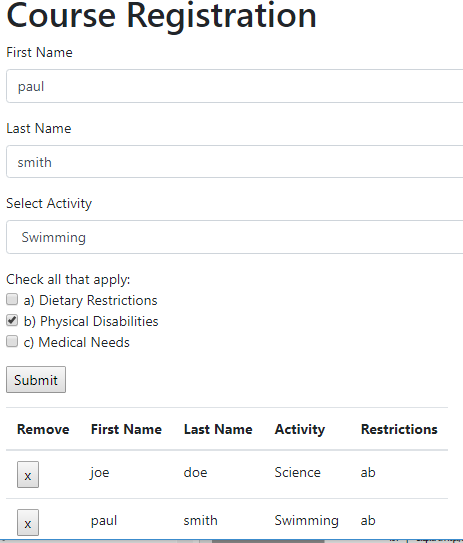 Course Registration
First Name
paul
Last Name
smith
Select Activity
Swimming
Check all that apply:
a) Dietary Restrictions
b) Physical Disabilities
c) Medical Needs
Submit
Remove First Name Last Name Activity Restrictions
x joe doe Science ab
x paul smith Swimming ab